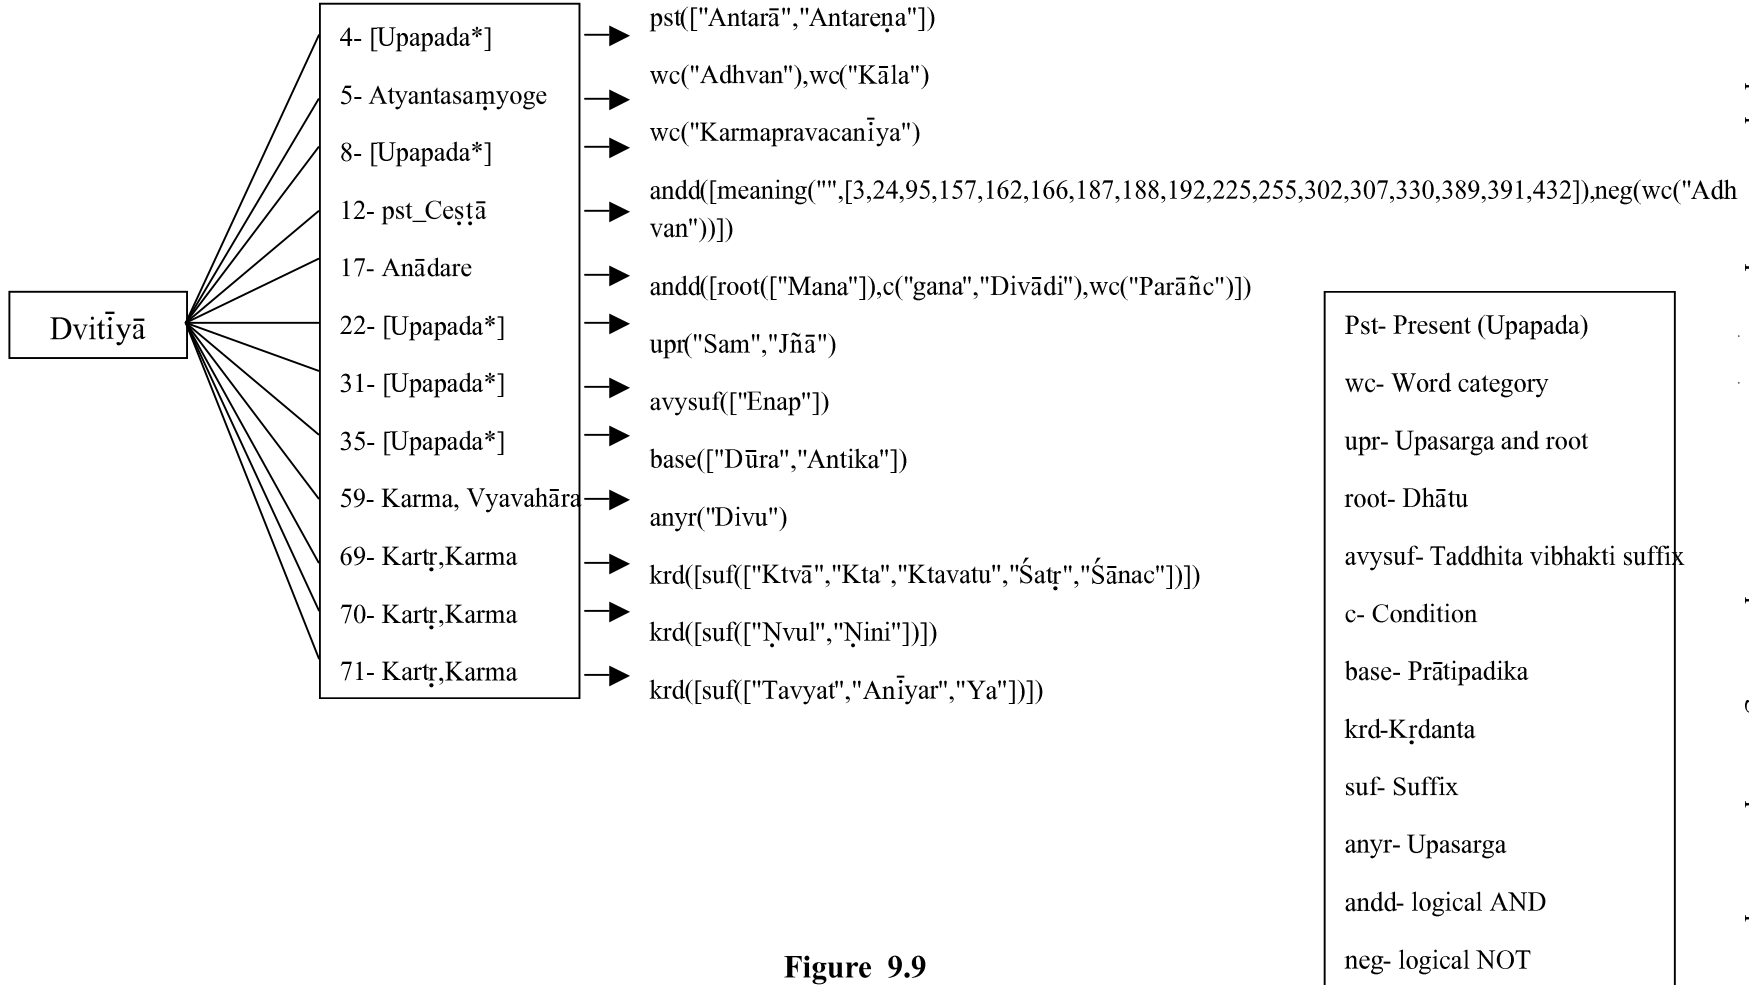 Dvitīyā
4- [Upapada*]
5- Atyantasaṃyoge
8- [Upapada*]
12- pst_Ceṣṭā
17- Anādare
22- [Upapada*]
31- [Upapada*]
35- [Upapada*]
59- Karma, Vyavahāra
69- Kartṛ,Karma
70- Kartṛ,Karma
71- Kartṛ,Karma
pst(["Antarā","Antareṇa"])
wc("Adhvan"),wc("Kāla")
wc("Karmapravacanīya")
andd([meaning("",[3,24,95,157,162,166,187,188,192,225,255,302,307,330,389,391,432]),neg(wc("Adh
van"))])
andd([root(["Mana"]),c("gana","Divādi"),wc("Parāñc")])
upr("Sam","Jñā")
avysuf(["Enap"])
base(["Dūra","Antika"])
anyr("Divu")
krd([suf(["Ktvā","Kta","Ktavatu","Śatṛ","Śānac"])])
krd([suf(["Ṇvul","Ṇini"])])
krd([suf(["Tavyat","Anīyar","Ya"])])
Pst- Present (Upapada)
wc- Word category
upr- Upasarga and root
root- Dhātu
avysuf- Taddhita vibhakti suffix
c- Condition
base- Prātipadika
krd-Kṛdanta
suf- Suffix
anyr- Upasarga
andd- logical AND
neg- logical NOT
Figure 9.9